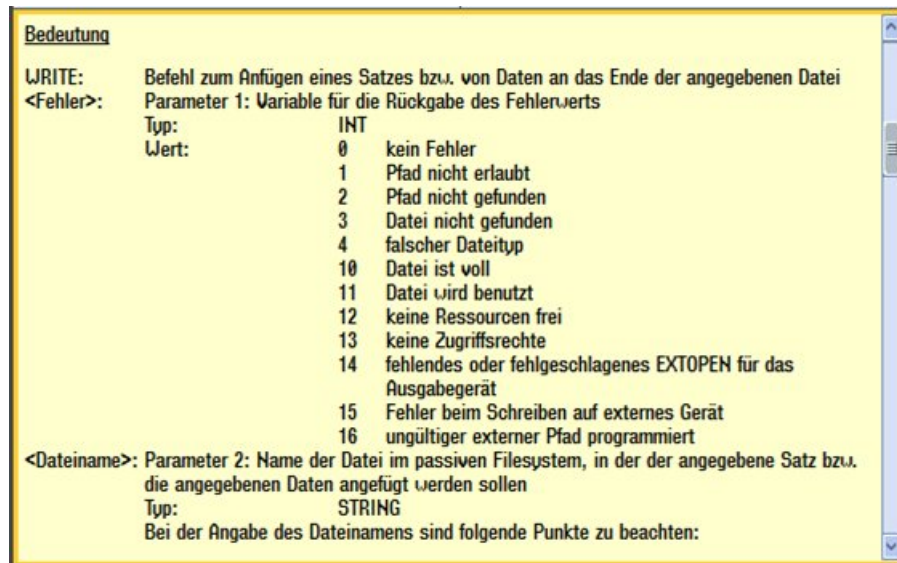 Bedeutung
WRITE: Befehl zum Anfügen eines Satzes bzw. von Daten an das Ende der angegebenen Datei
<Fehler>: Parameter 1: Variable für die Rückgabe des Fehlerwerts
Typ: INT
Wert: 0 kein Fehler
1 Pfad nicht erlaubt
2 Pfad nicht gefunden
3 Datei nicht gefunden
4 falscher Dateityp
10 Datei ist voll
11 Datei wird benutzt
12 keine Ressourcen frei
13 keine Zugriffsrechte
14 fehlendes oder fehlgeschlagenes EXTOPEN für das
Ausgabegerät
15 Fehler beim Schreiben auf externes Gerät
16 ungültiger externer Pfad programmiert
<Dateiname>: Parameter 2: Name der Datei im passiven Filesystem, in der der angegebene Satz bzw.
die angegebenen Daten angefügt werden sollen
Typ: STRING
Bei der Angabe des Dateinamens sind folgende Punkte zu beachten: